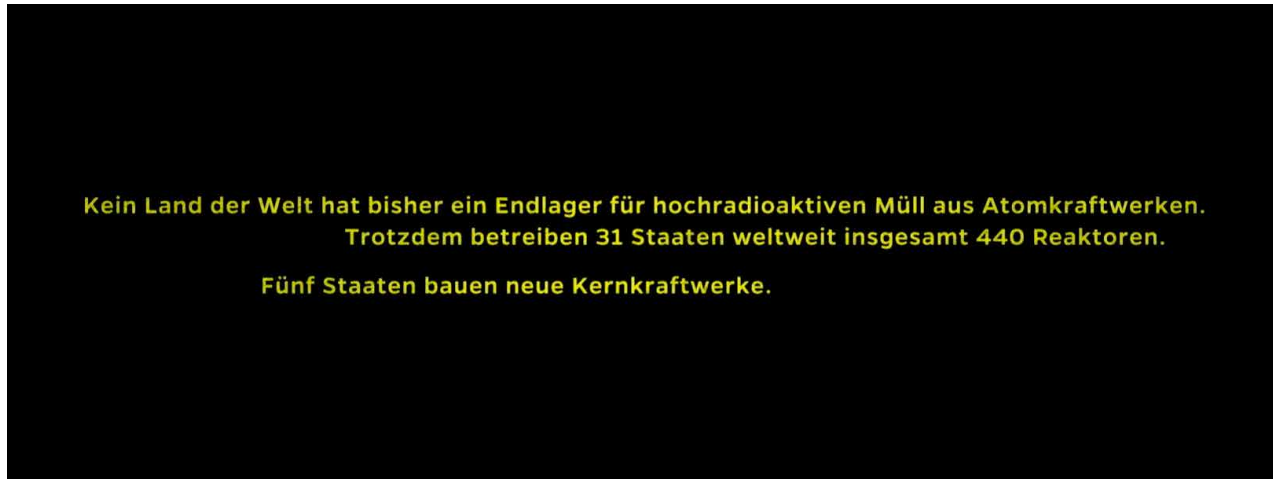 Kein Land der Welt hat bisher ein Endlager für hochradioaktiven Müll aus Atomkraftwerken.
Trotzdem betreiben 31 Staaten weltweit insgesamt 440 Reaktoren.
Fünf Staaten bauen neue Kernkraftwerke.